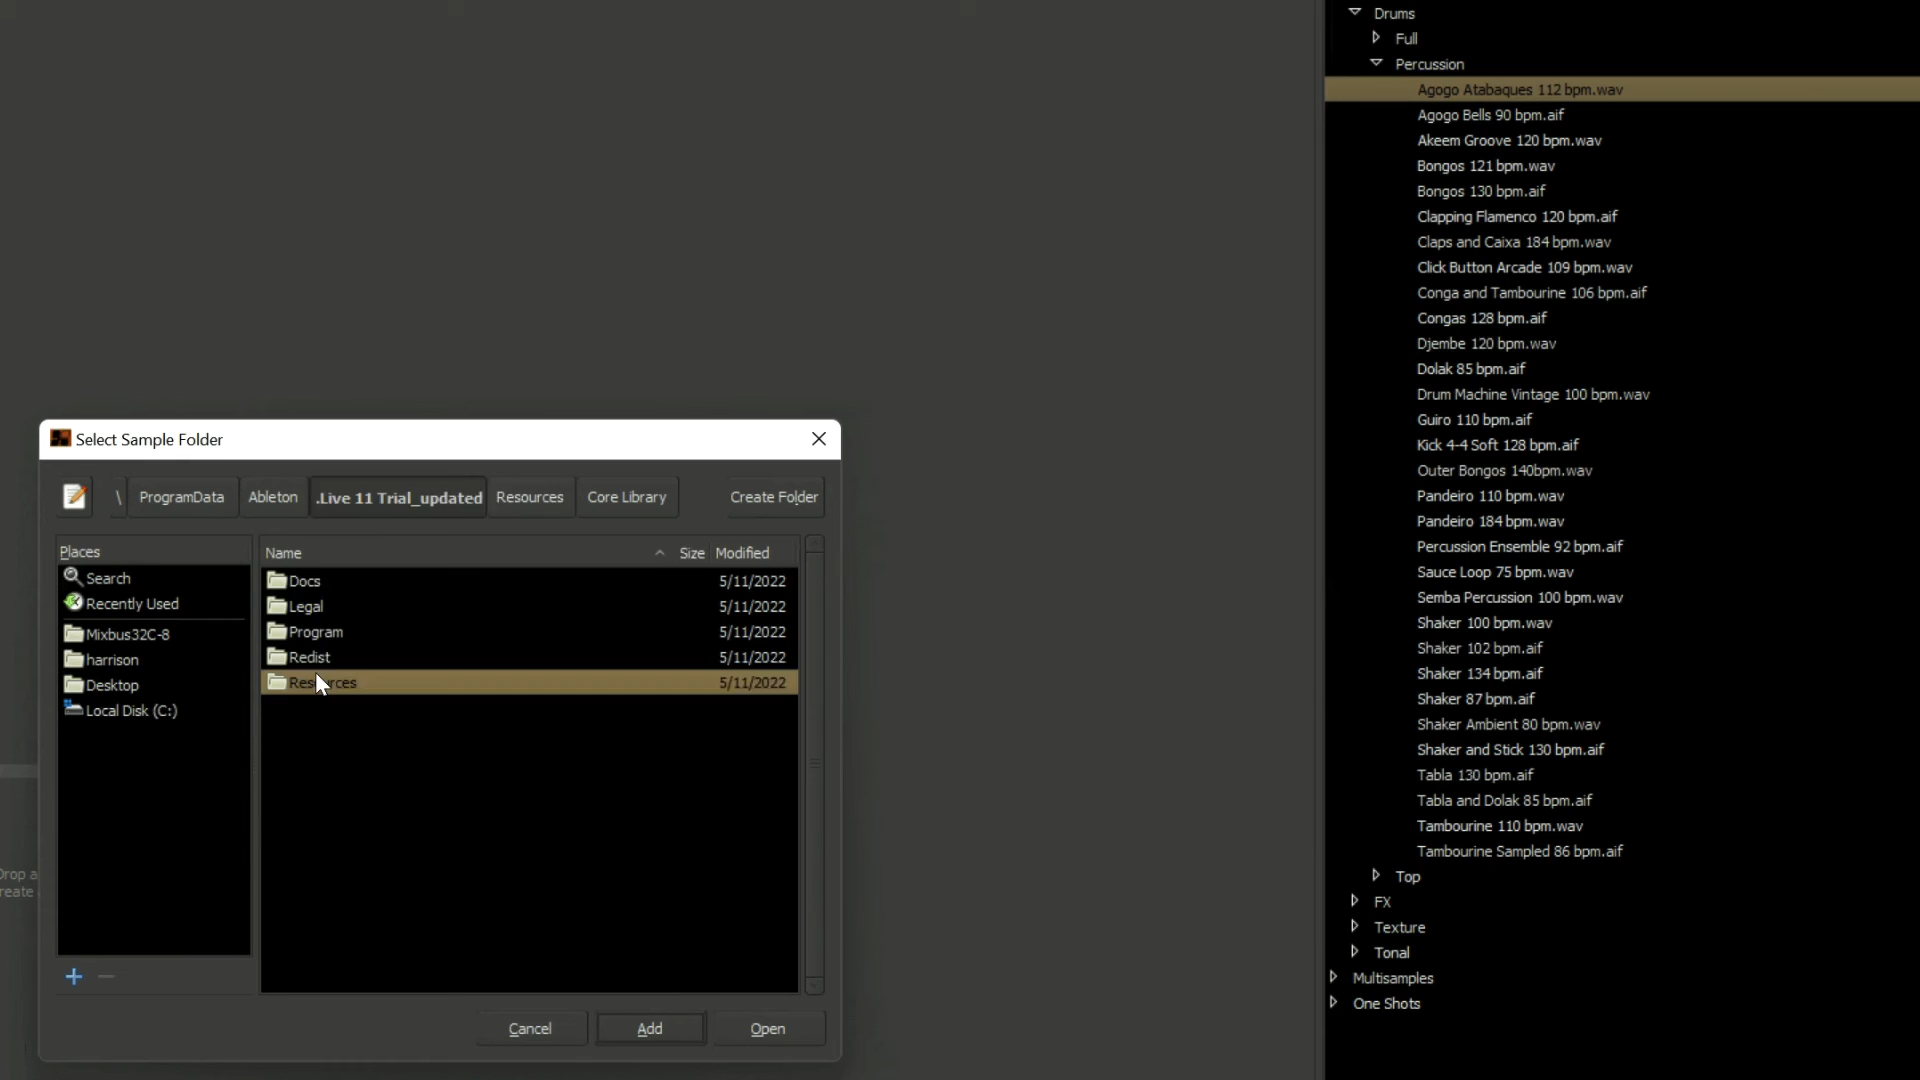 Drums
Full
Percussion
Agogo Atabaques 112 bpm.wav
Agogo Bells 90 bpm.aif
Akeem Groove 120 bpm.wav
Bongos 121 bpm.wav
Bongos 130 bpm.aif
Clapping Flamenco 120 bpm.aif
Claps and Caixa 184 bpm.wav
Click Button Arcade 109 bpm.wav
Conga and Tambourine 106 bpm.aif
Congas 128 bpm.aif
Djembe 120 bpm.wav
Dolak 85 bpm.aif
Drum Machine Vintage 100 bpm.wav
Guiro 110 bpm.aif
Kick 4-4 Soft 128 bpm.aif
Outer Bongos 140bpm.wav
Pandeiro 110 bpm.wav
Pandeiro 184 bpm.wav
Percussion Ensemble 92 bpm.aif
Sauce Loop 75 bpm.wav
Semba Percussion 100 bpm.wav
Shaker 100 bpm.wav
Shaker 102 bpm.aif
Shaker 134 bpm.aif
Shaker 87 bpm.aif
Shaker Ambient 80 bpm.wav
Shaker and Stick 130 bpm.aif
Tabla 130 bpm.aif
Tabla and Dolak 85 bpm.aif
Tambourine 110 bpm.wav
Tambourine Sampled 86 bpm.aif
Top
FX
Texture
Tonal
Multisamples
One Shots
Select Sample Folder
\ ProgramData Ableton .Live 11 Trial_updated Resources Core Library Create Folder
Places
Search
Recently Used
Mixbus32C-8
harrison
Desktop
Local Disk (C:)
Name Size Modified
Docs 5/11/2022
Legal 5/11/2022
Program 5/11/2022
Redist 5/11/2022
Resources 5/11/2022
Cancel Add Open